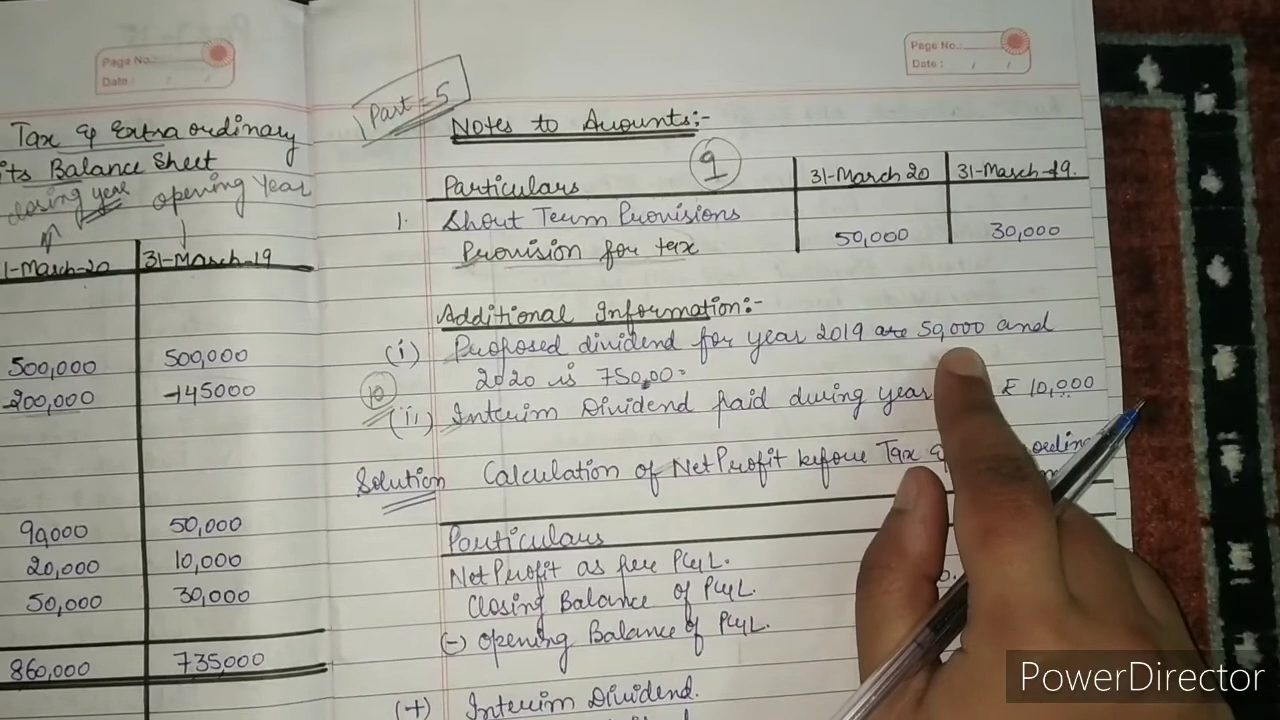 Page No.:
Date : / /
Tax & Extraordinary
its Balance Sheet
closing year opening Year
1-March-20 31-March-19
500,000 500,000
200,000 145000
90,000 50,000
20,000 10,000
50,000 30,000
860,000 735000
Page No.:
Date : / /
Part = 5
Notes to Accounts:-
9
Particulars 31-March 20 31-March-19.
1. Short Term Provisions
Provision for tax 50,000 30,000
Additional Information:-
(i) Proposed dividend for year 2019 are 50,000 and
2020 is 750,00=
10
(ii) Interim Dividend paid during year ₹ 10,000
Solution Calculation of Net Profit before Tax
Particulars
Net Profit as per P&L.
Closing Balance of P&L.
(-) Opening Balance of P&L.
(+) Interim Dividend.
PowerDirector